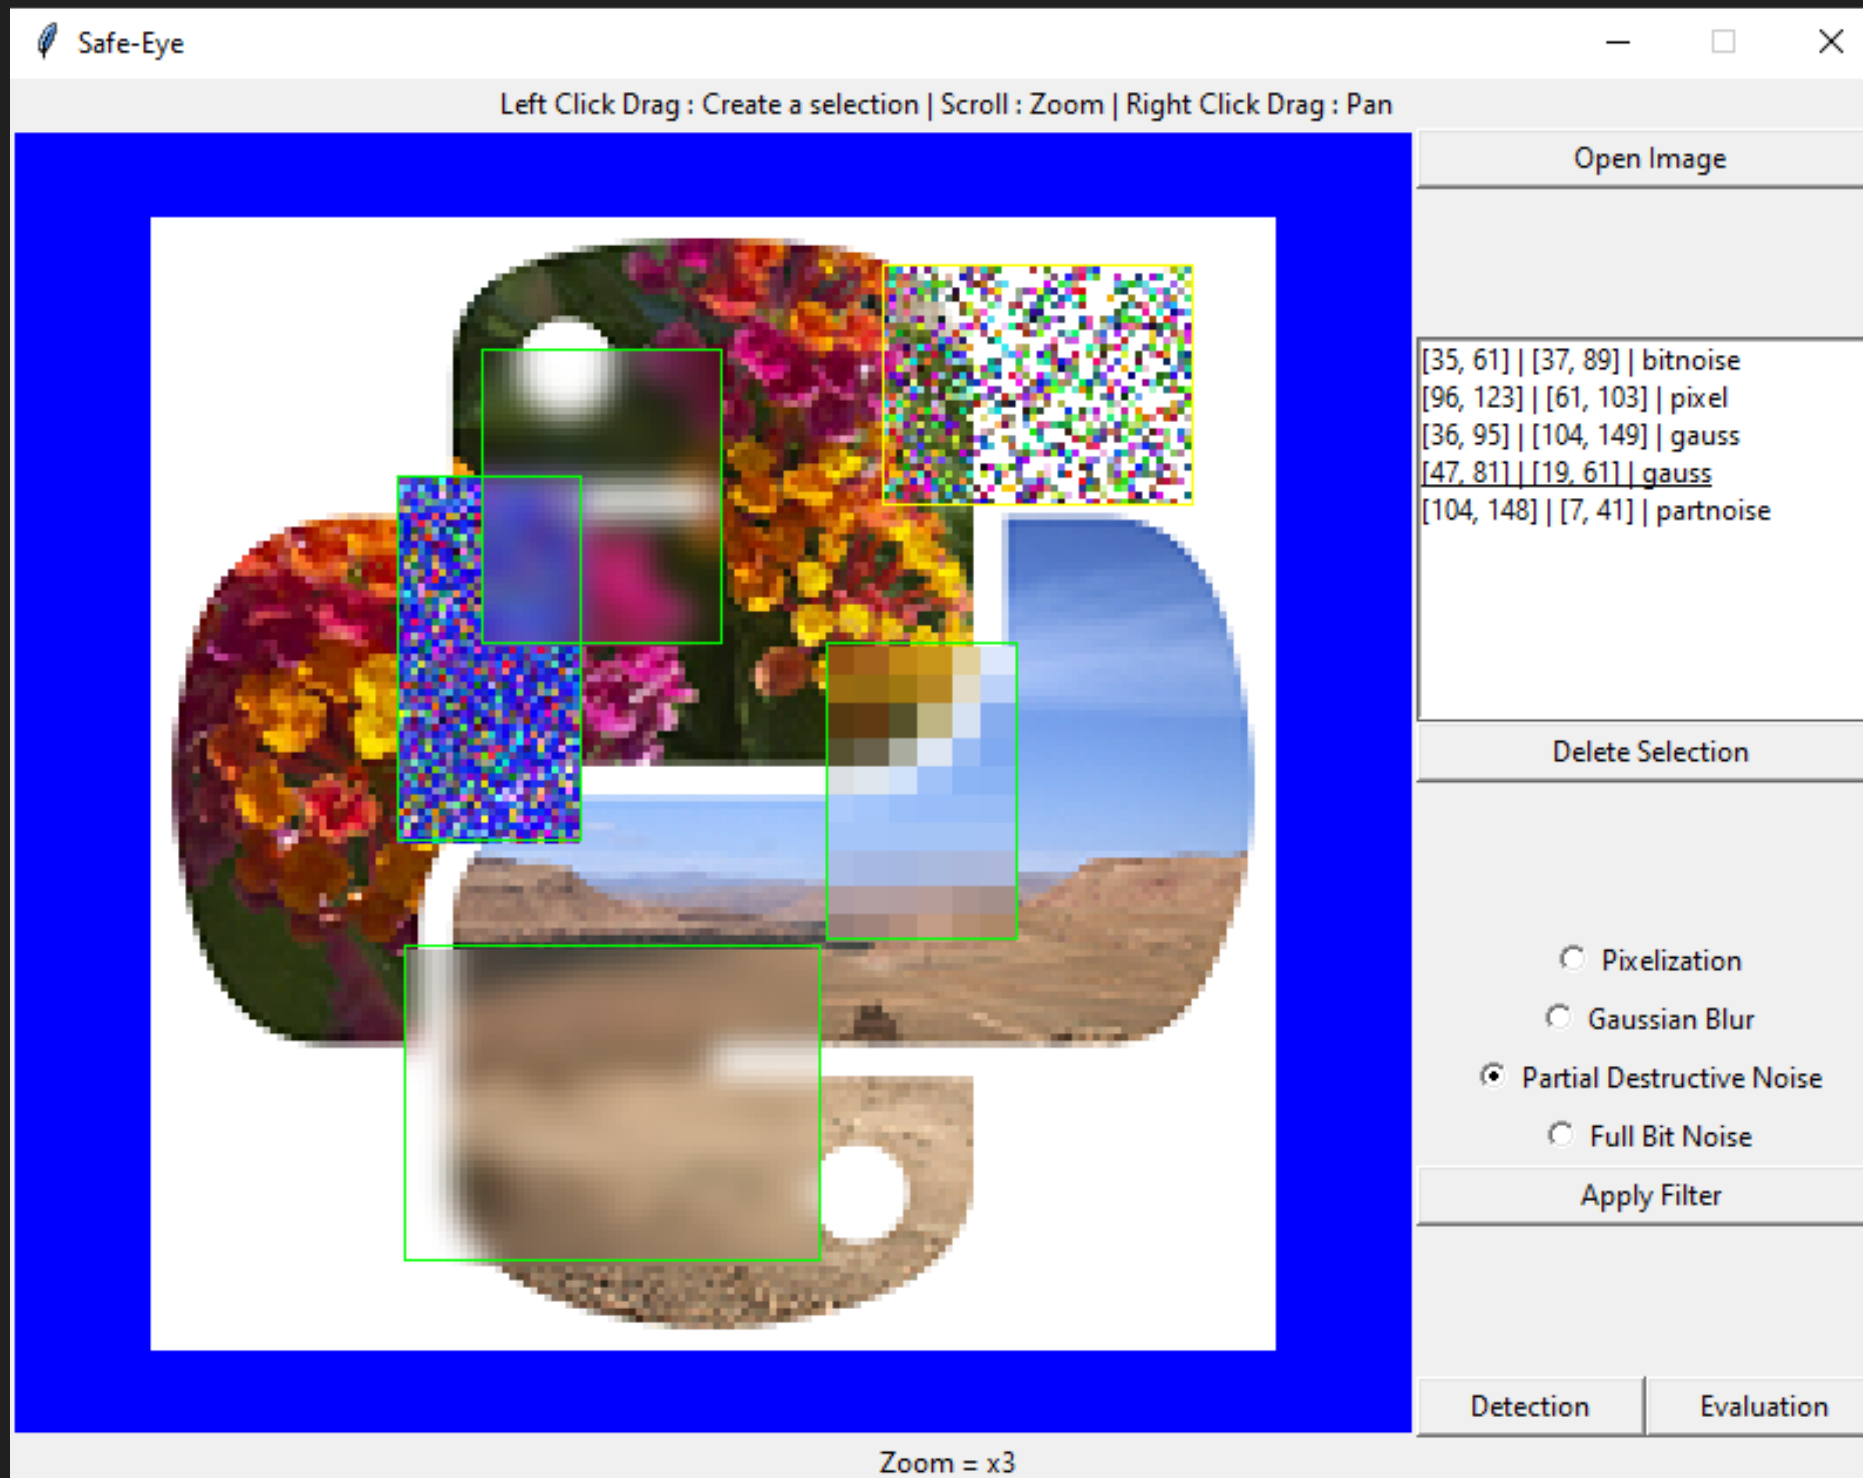 Safe-Eye
Left Click Drag : Create a selection | Scroll : Zoom | Right Click Drag : Pan
Open Image
[35, 61] | [37, 89] | bitnoise
[96, 123] | [61, 103] | pixel
[36, 95] | [104, 149] | gauss
[47, 81] | [19, 61] | gauss
[104, 148] | [7, 41] | partnoise
Delete Selection
Pixelization
Gaussian Blur
Partial Destructive Noise
Full Bit Noise
Apply Filter
Detection Evaluation
Zoom = x3